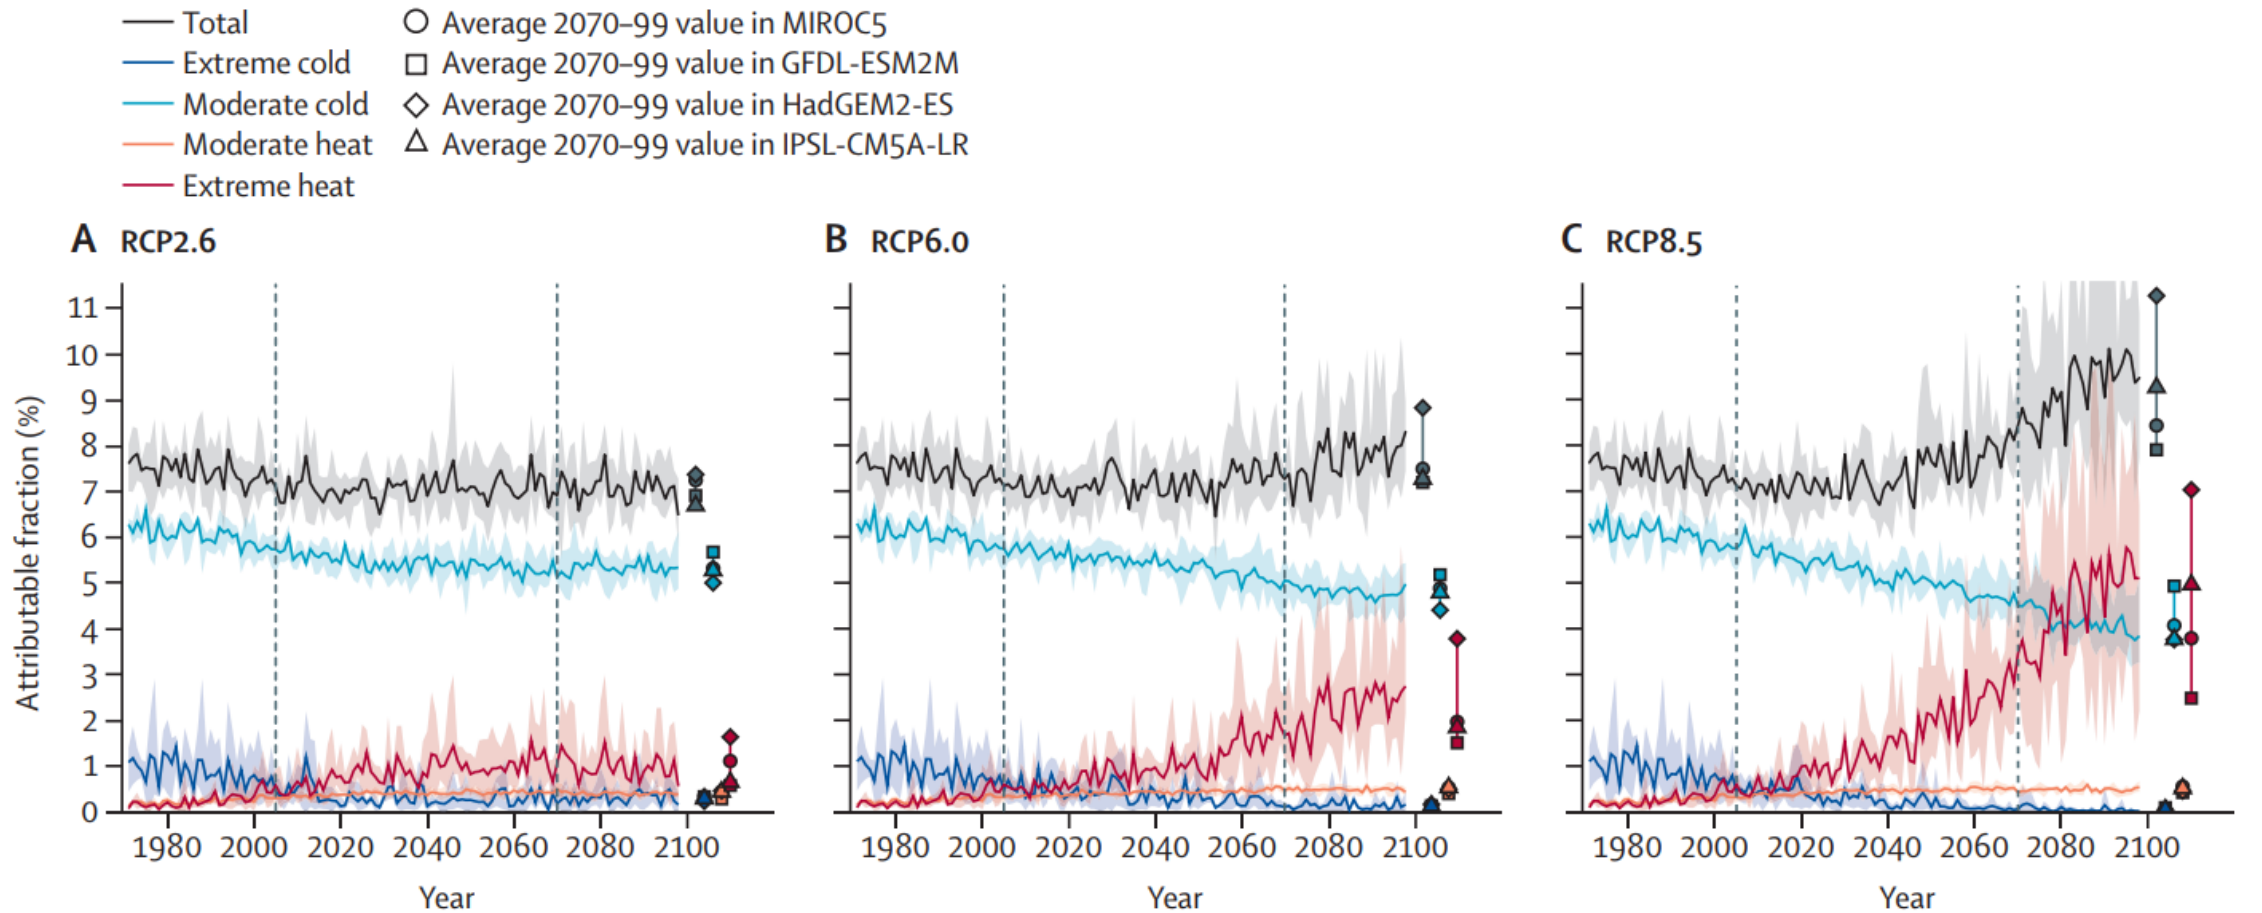 Total
Extreme cold
Moderate cold
Moderate heat
Extreme heat
Average 2070–99 value in MIROC5
Average 2070–99 value in GFDL-ESM2M
Average 2070–99 value in HadGEM2-ES
Average 2070–99 value in IPSL-CM5A-LR
A RCP2.6
B RCP6.0
C RCP8.5
Attributable fraction (%)
11
10
9
8
7
6
5
4
3
2
1
0
1980 2000 2020 2040 2060 2080 2100
Year
1980 2000 2020 2040 2060 2080 2100
Year
1980 2000 2020 2040 2060 2080 2100
Year